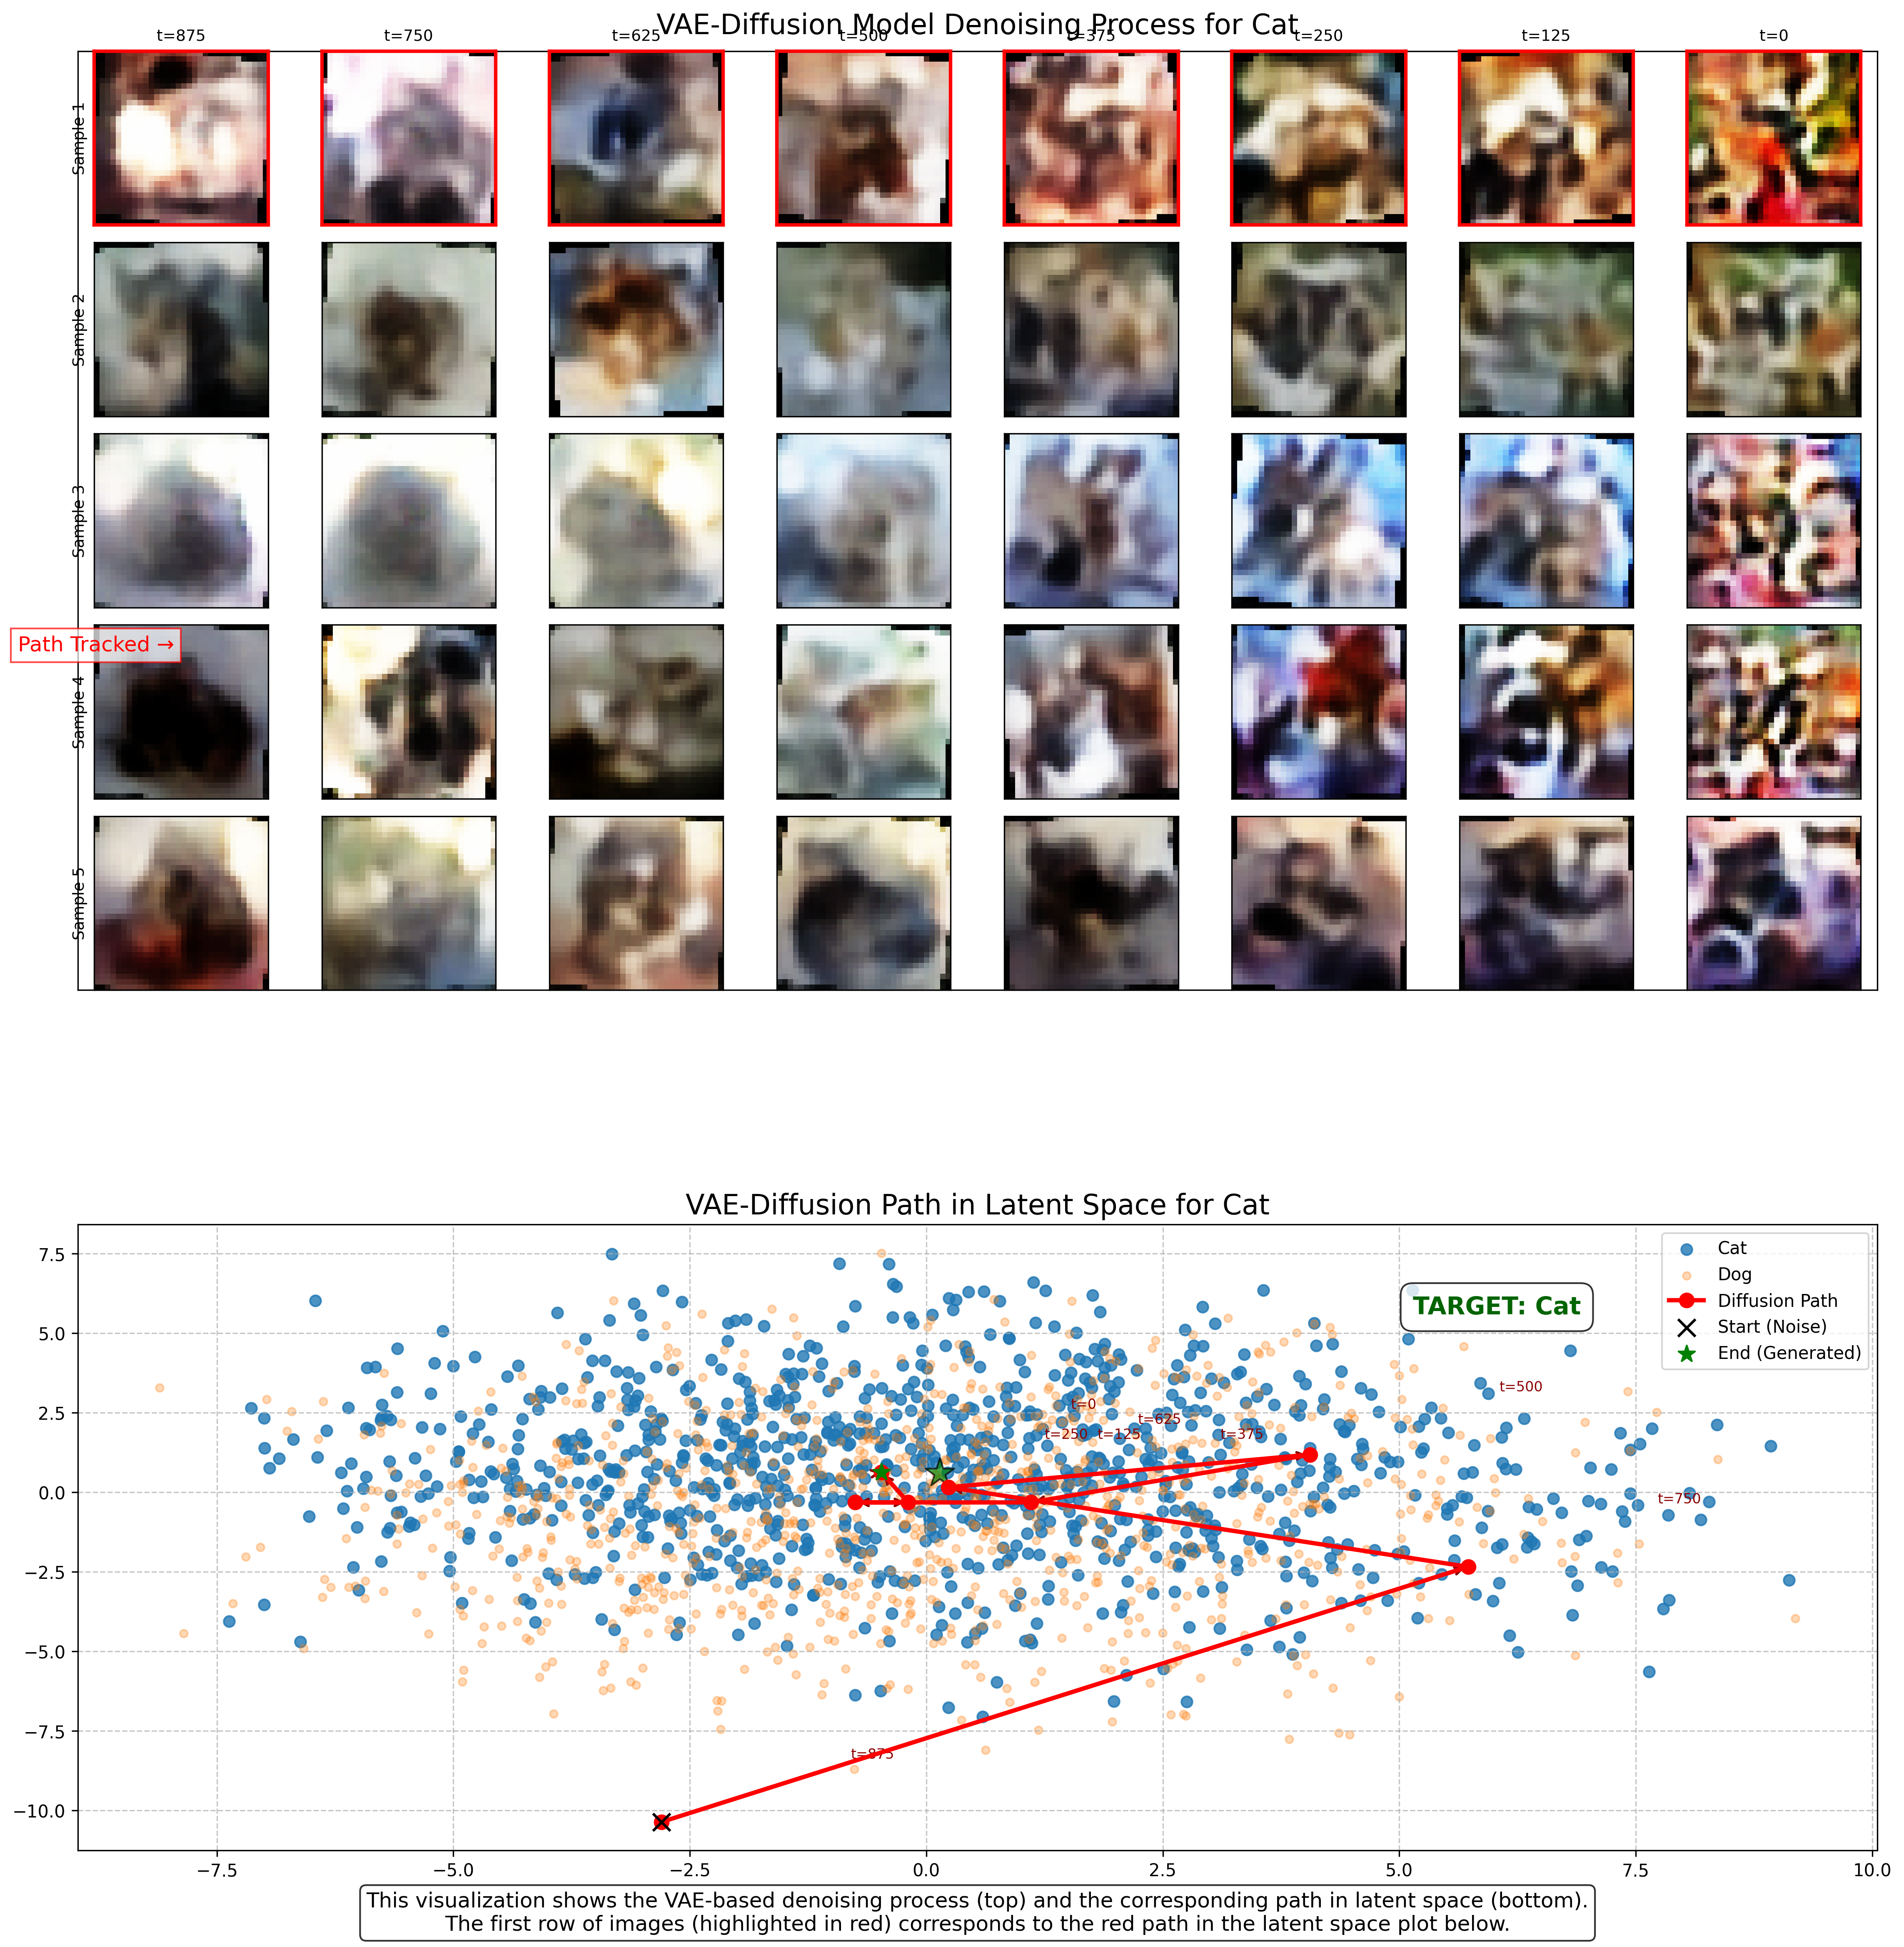 VAE-Diffusion Model Denoising Process for Cat
t=875
t=750
t=625
t=500
t=375
t=250
t=125
t=0
Sample 1
Sample 2
Sample 3
Path Tracked →
Sample 4
Sample 5
VAE-Diffusion Path in Latent Space for Cat
7.5
5.0
2.5
0.0
−2.5
−5.0
−7.5
−10.0
Cat
Dog
Diffusion Path
Start (Noise)
End (Generated)
TARGET: Cat
t=500
t=0
t=625
t=250
t=125
t=375
t=750
t=875
−7.5
−5.0
−2.5
0.0
2.5
5.0
7.5
10.0
This visualization shows the VAE-based denoising process (top) and the corresponding path in latent space (bottom).
The first row of images (highlighted in red) corresponds to the red path in the latent space plot below.